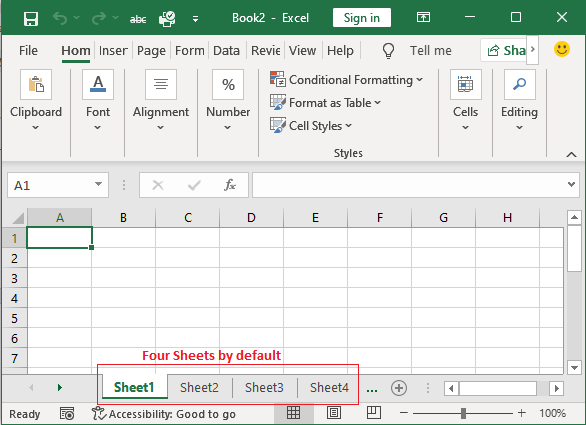 abc Book2 - Excel Sign in
File Hom Inser Page Form Data Revie View Help Tell me Sha
Clipboard Font Alignment Number Conditional Formatting Format as Table Cell Styles Cells Editing
A %
Styles
A1 fx
A B C D E F G H
1
2
3
4
5
6
7
Four Sheets by default
Sheet1 Sheet2 Sheet3 Sheet4 ...
Ready Accessibility: Good to go 100%